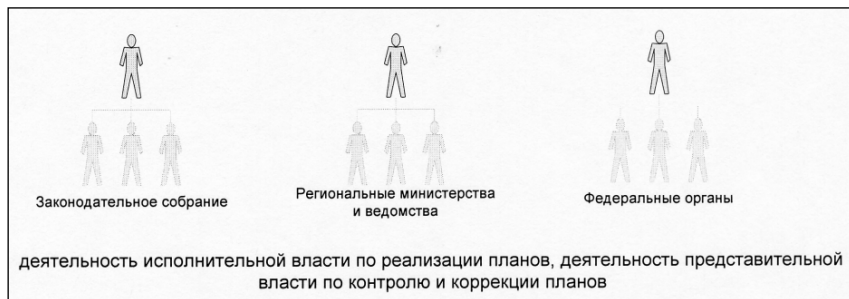 Законодательное собрание
Региональные министерства
и ведомства
Федеральные органы
деятельность исполнительной власти по реализации планов, деятельность представительной
власти по контролю и коррекции планов